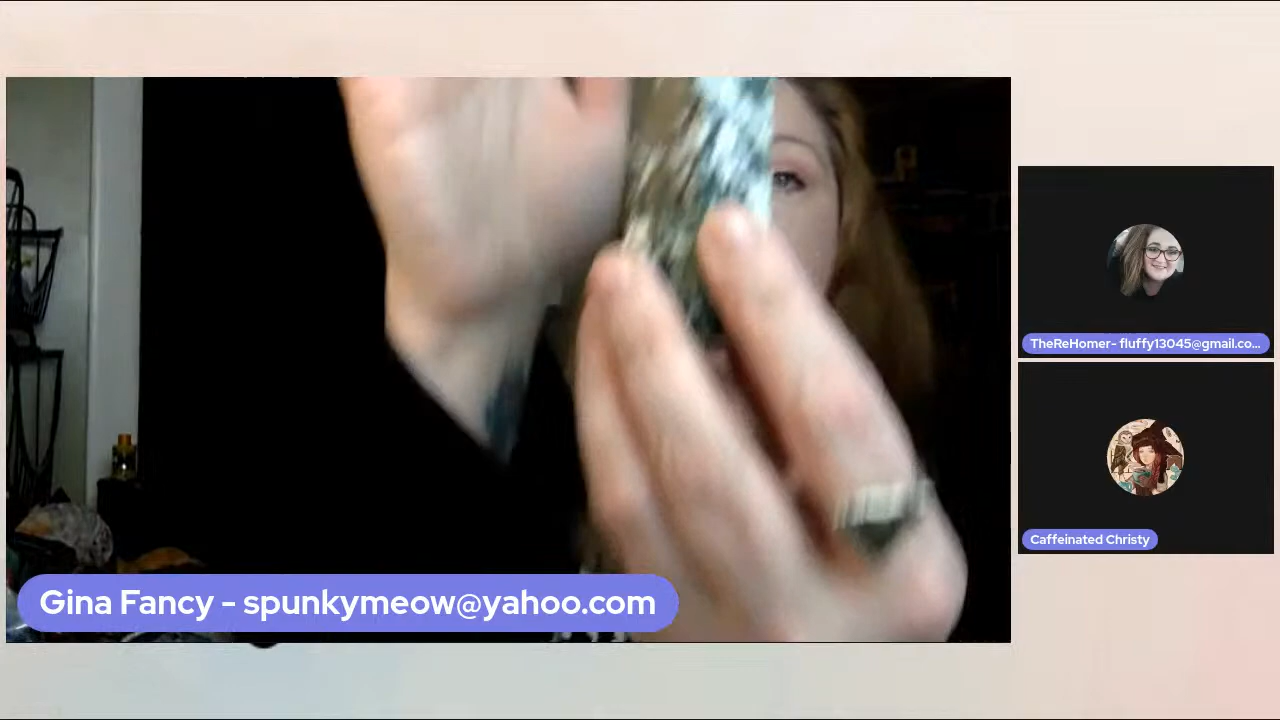 Gina Fancy - spunkymeow@yahoo.com
TheReHomer- fluffy13045@gmail.co...
Caffeinated Christy